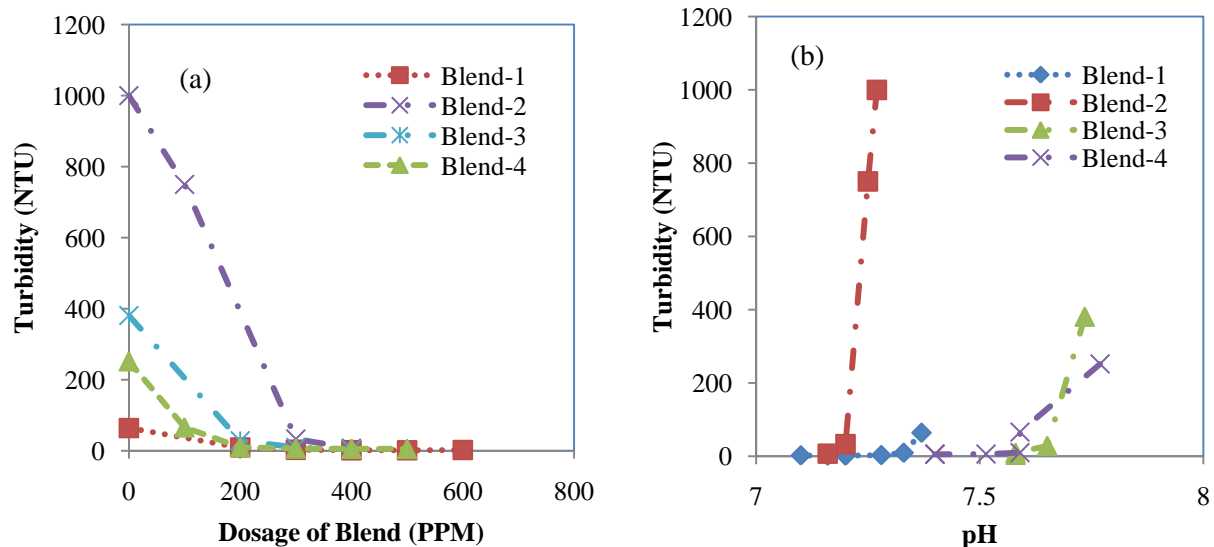 (a)
Turbidity (NTU)
1200
1000
800
600
400
200
0
Blend-1
Blend-2
Blend-3
Blend-4
0 200 400 600 800
Dosage of Blend (PPM)
(b)
Turbidity (NTU)
1200
1000
800
600
400
200
0
Blend-1
Blend-2
Blend-3
Blend-4
7 7.5 8
pH